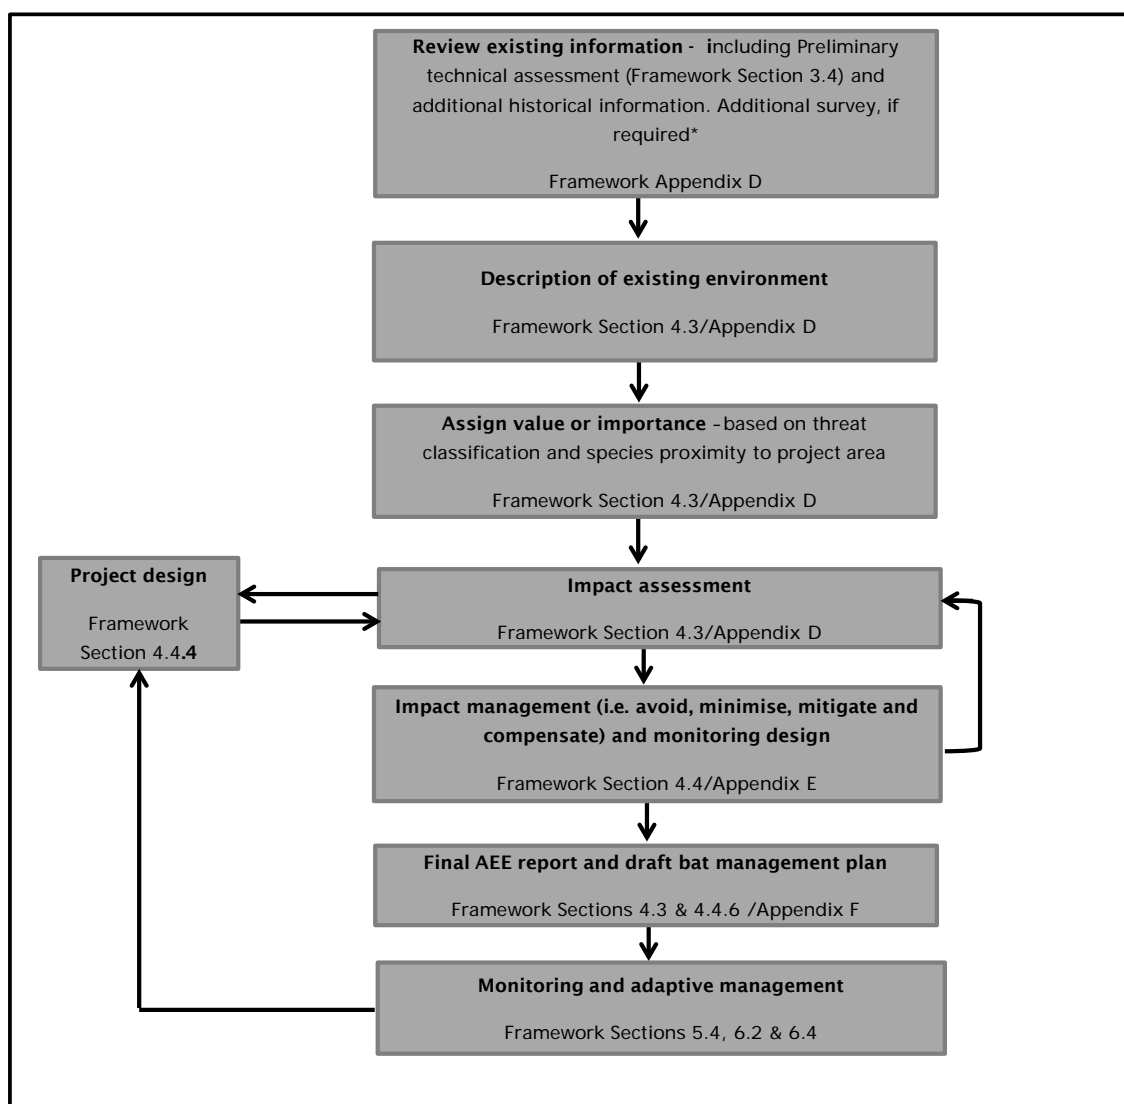 Review existing information - including Preliminary
technical assessment (Framework Section 3.4) and
additional historical information. Additional survey, if
required*
Framework Appendix D
Description of existing environment
Framework Section 4.3/Appendix D
Assign value or importance – based on threat
classification and species proximity to project area
Framework Section 4.3/Appendix D
Project design
Framework
Section 4.4.4
Impact assessment
Framework Section 4.3/Appendix D
Impact management (i.e. avoid, minimise, mitigate and
compensate) and monitoring design
Framework Section 4.4/Appendix E
Final AEE report and draft bat management plan
Framework Sections 4.3 & 4.4.6 /Appendix F
Monitoring and adaptive management
Framework Sections 5.4, 6.2 & 6.4